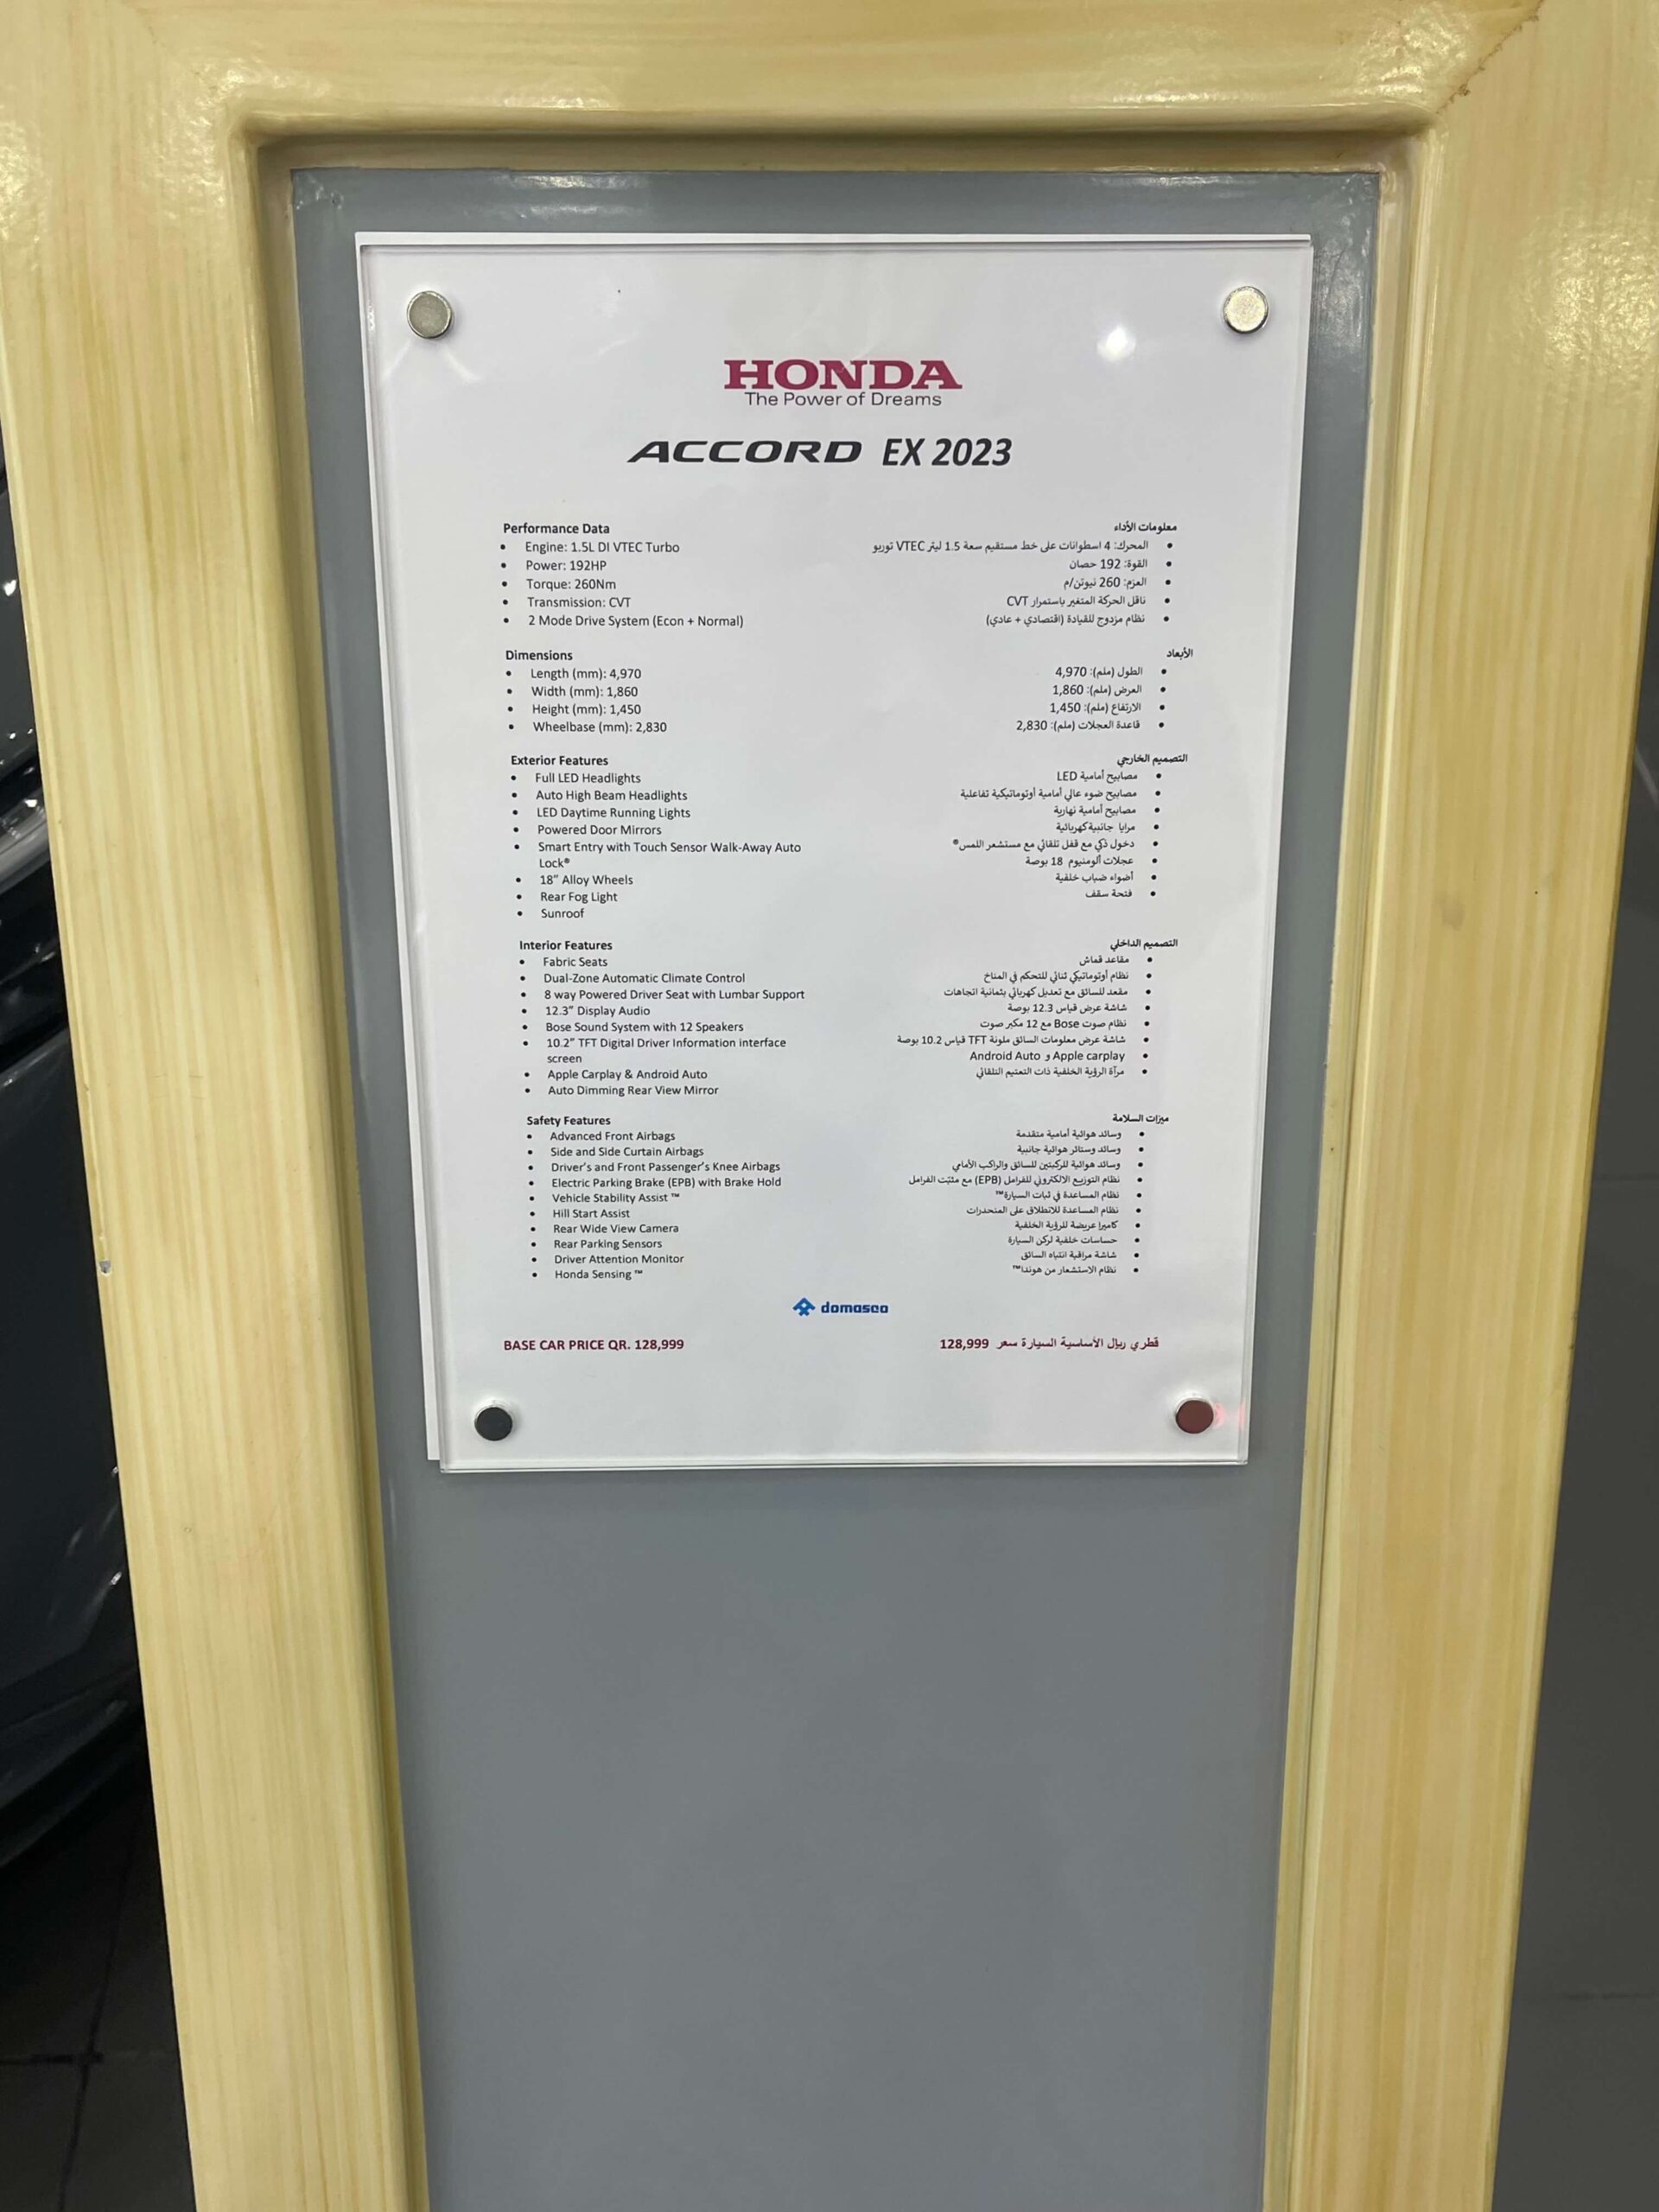 HONDA
The Power of Dreams
ACCORD EX 2023
Performance Data
• Engine: 1.5L DI VTEC Turbo
• Power: 192HP
• Torque: 260Nm
• Transmission: CVT
• 2 Mode Drive System (Econ + Normal)
Dimensions
• Length (mm): 4,970
• Width (mm): 1,860
• Height (mm): 1,450
• Wheelbase (mm): 2,830
Exterior Features
• Full LED Headlights
• Auto High Beam Headlights
• LED Daytime Running Lights
• Powered Door Mirrors
• Smart Entry with Touch Sensor Walk-Away Auto
Lock®
• 18” Alloy Wheels
• Rear Fog Light
• Sunroof
Interior Features
• Fabric Seats
• Dual-Zone Automatic Climate Control
• 8 way Powered Driver Seat with Lumbar Support
• 12.3” Display Audio
• Bose Sound System with 12 Speakers
• 10.2” TFT Digital Driver Information interface
screen
• Apple Carplay & Android Auto
• Auto Dimming Rear View Mirror
Safety Features
• Advanced Front Airbags
• Side and Side Curtain Airbags
• Driver’s and Front Passenger’s Knee Airbags
• Electric Parking Brake (EPB) with Brake Hold
• Vehicle Stability Assist ™
• Hill Start Assist
• Rear Wide View Camera
• Rear Parking Sensors
• Driver Attention Monitor
• Honda Sensing ™
معلومات الأداء
• المحرك: 4 اسطوانات على خط مستقيم سعة 1.5 ليتر VTEC توربو
• القوة: 192 حصان
• العزم: 260 نيوتن/م
• ناقل الحركة المتغير باستمرار CVT
• نظام مزدوج للقيادة (اقتصادي + عادي)
الأبعاد
• الطول (ملم): 4,970
• العرض (ملم): 1,860
• الارتفاع (ملم): 1,450
• قاعدة العجلات (ملم): 2,830
التصميم الخارجي
• مصابيح أمامية LED
• مصابيح ضوء عالي أمامية أوتوماتيكية تفاعلية
• مصابيح أمامية نهارية
• مرايا جانبية كهربائية
• دخول ذكي مع قفل تلقائي مع مستشعر اللمس®
• عجلات ألومنيوم 18 بوصة
• أضواء ضباب خلفية
• فتحة سقف
التصميم الداخلي
• مقاعد قماش
• نظام أوتوماتيكي ثنائي للتحكم في المناخ
• مقعد للسائق مع تعديل كهربائي بثمانية اتجاهات
• شاشة عرض قياس 12.3 بوصة
• نظام صوت Bose مع 12 مكبر صوت
• شاشة عرض معلومات السائق ملونة TFT قياس 10.2 بوصة
• Apple carplay و Android Auto
• مرآة الرؤية الخلفية ذات التعتيم التلقائي
ميزات السلامة
• وسائد هوائية أمامية متقدمة
• وسائد وستائر هوائية جانبية
• وسائد هوائية للركبتين للسائق والراكب الأمامي
• نظام التوزيع الالكتروني للفرامل (EPB) مع مثبّت الفرامل
• نظام المساعدة في ثبات السيارة™
• نظام المساعدة للانطلاق على المنحدرات
• كاميرا عريضة للرؤية الخلفية
• حساسات خلفية لركن السيارة
• شاشة مراقبة انتباه السائق
• نظام الاستشعار من هوندا™
domasco
BASE CAR PRICE QR. 128,999
قطري ريال الأساسية السيارة سعر 128,999